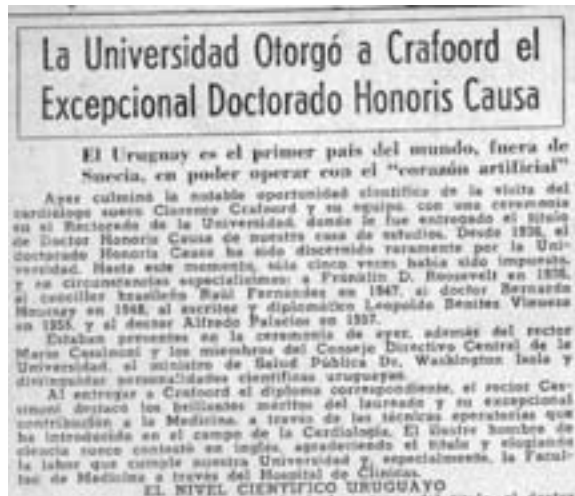 La Universidad Otorgó a Crafoord el
Excepcional Doctorado Honoris Causa
El Uruguay es el primer país del mundo, fuera de
Suecia, en poder operar con el "corazón artificial"
Ayer culminó la notable oportunidad científica de la visita del
cardiólogo sueco Clarence Crafoord y su equipo, con una ceremonia
en el Rectorado de la Universidad, donde le fue entregado el título
de Doctor Honoris Causa de nuestra casa de estudios. Desde 1936, el
doctorado Honoris Causa ha sido discernido raramente por la Uni-
versidad. Hasta este momento, sólo cinco veces había sido impuesto,
y en circunstancias especialísimas: a Franklin D. Roosevelt en 1936,
al canciller brasileño Raúl Fernandes en 1947, al doctor Bernardo
Houssay en 1948, al escritor y diplomático Leopoldo Benites Vinueza
en 1955, y al doctor Alfredo Palacios en 1957.
Estaban presentes en la ceremonia de ayer, además del rector
Mario Cassinoni y los miembros del Consejo Directivo Central de la
Universidad, el ministro de Salud Pública Dr. Washington Isola y
distinguidas personalidades científicas uruguayas.
Al entregar a Crafoord el diploma correspondiente, el rector Cas-
sinoni destacó los brillantes méritos del laureado y su excepcional
contribución a la Medicina, a través de las técnicas operatorias que
ha introducido en el campo de la Cardiología. El ilustre hombre de
ciencia sueco contestó en inglés, agradeciendo el título y elogiando
la labor que cumple nuestra Universidad y, especialmente, la Facul-
tad de Medicina a través del Hospital de Clínicas.
EL NIVEL CIENTIFICO URUGUAYO